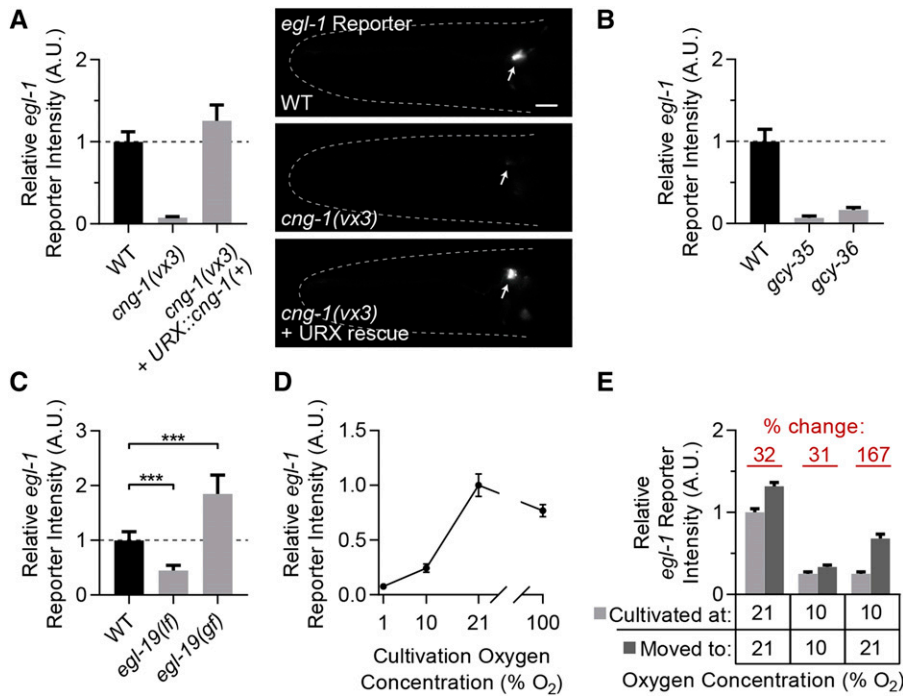 A
Relative egl-1
Reporter Intensity (A.U.)
2
1
0
WT
cng-1(vx3)
cng-1(vx3)
+ URX::cng-1(+)
egl-1 Reporter
WT
cng-1(vx3)
cng-1(vx3)
+ URX rescue
B
Relative egl-1
Reporter Intensity (A.U.)
2
1
0
WT
gcy-35
gcy-36
C
Relative egl-1
Reporter Intensity (A.U.)
3
2
1
0
***
***
WT
egl-19(lf)
egl-19(gf)
D
Relative egl-1
Reporter Intensity (A.U.)
1.5
1.0
0.5
0.0
1 10 21 100
Cultivation Oxygen
Concentration (% O2)
E
Relative
egl-1 Reporter
Intensity (A.U.)
% change:
32 31 167
2
1
0
Cultivated at: 21 10 10
Moved to: 21 10 21
Oxygen Concentration (% O2)